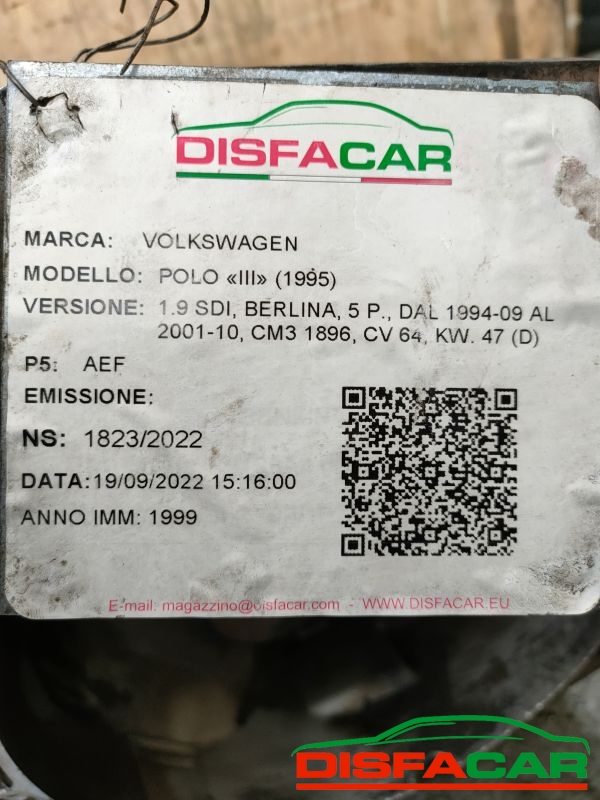 DISFACAR
MARCA: VOLKSWAGEN
MODELLO: POLO «III» (1995)
VERSIONE: 1.9 SDI, BERLINA, 5 P., DAL 1994-09 AL
2001-10, CM3 1896, CV 64, KW. 47 (D)
P5: AEF
EMISSIONE:
NS: 1823/2022
DATA:19/09/2022 15:16:00
ANNO IMM: 1999
E-mail: magazzino@disfacar.com - WWW.DISFACAR.EU
DISFACAR